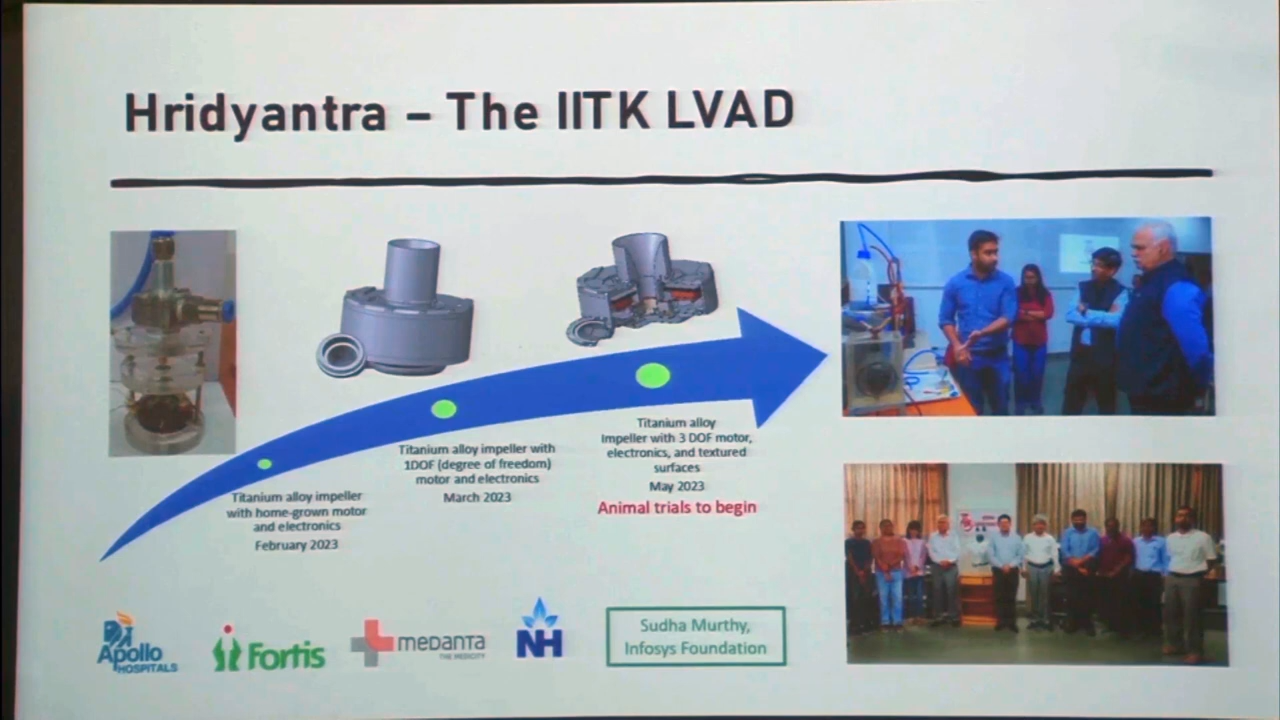 Hridyantra – The IITK LVAD
Titanium alloy impeller
with home-grown motor
and electronics
February 2023
Titanium alloy impeller with
1DOF (degree of freedom)
motor and electronics
March 2023
Titanium alloy
Impeller with 3 DOF motor,
electronics, and textured
surfaces
May 2023
Animal trials to begin
Apollo
HOSPITALS
Fortis
medanta
THE MEDICITY
NH
Sudha Murthy,
Infosys Foundation